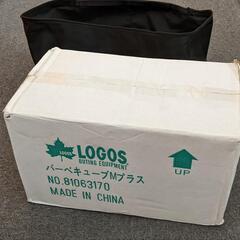 LOGOS
LOGOS
OUTING EQUIPMENT
バーベキューブMプラス
NO.81063170
MADE IN CHINA
UP